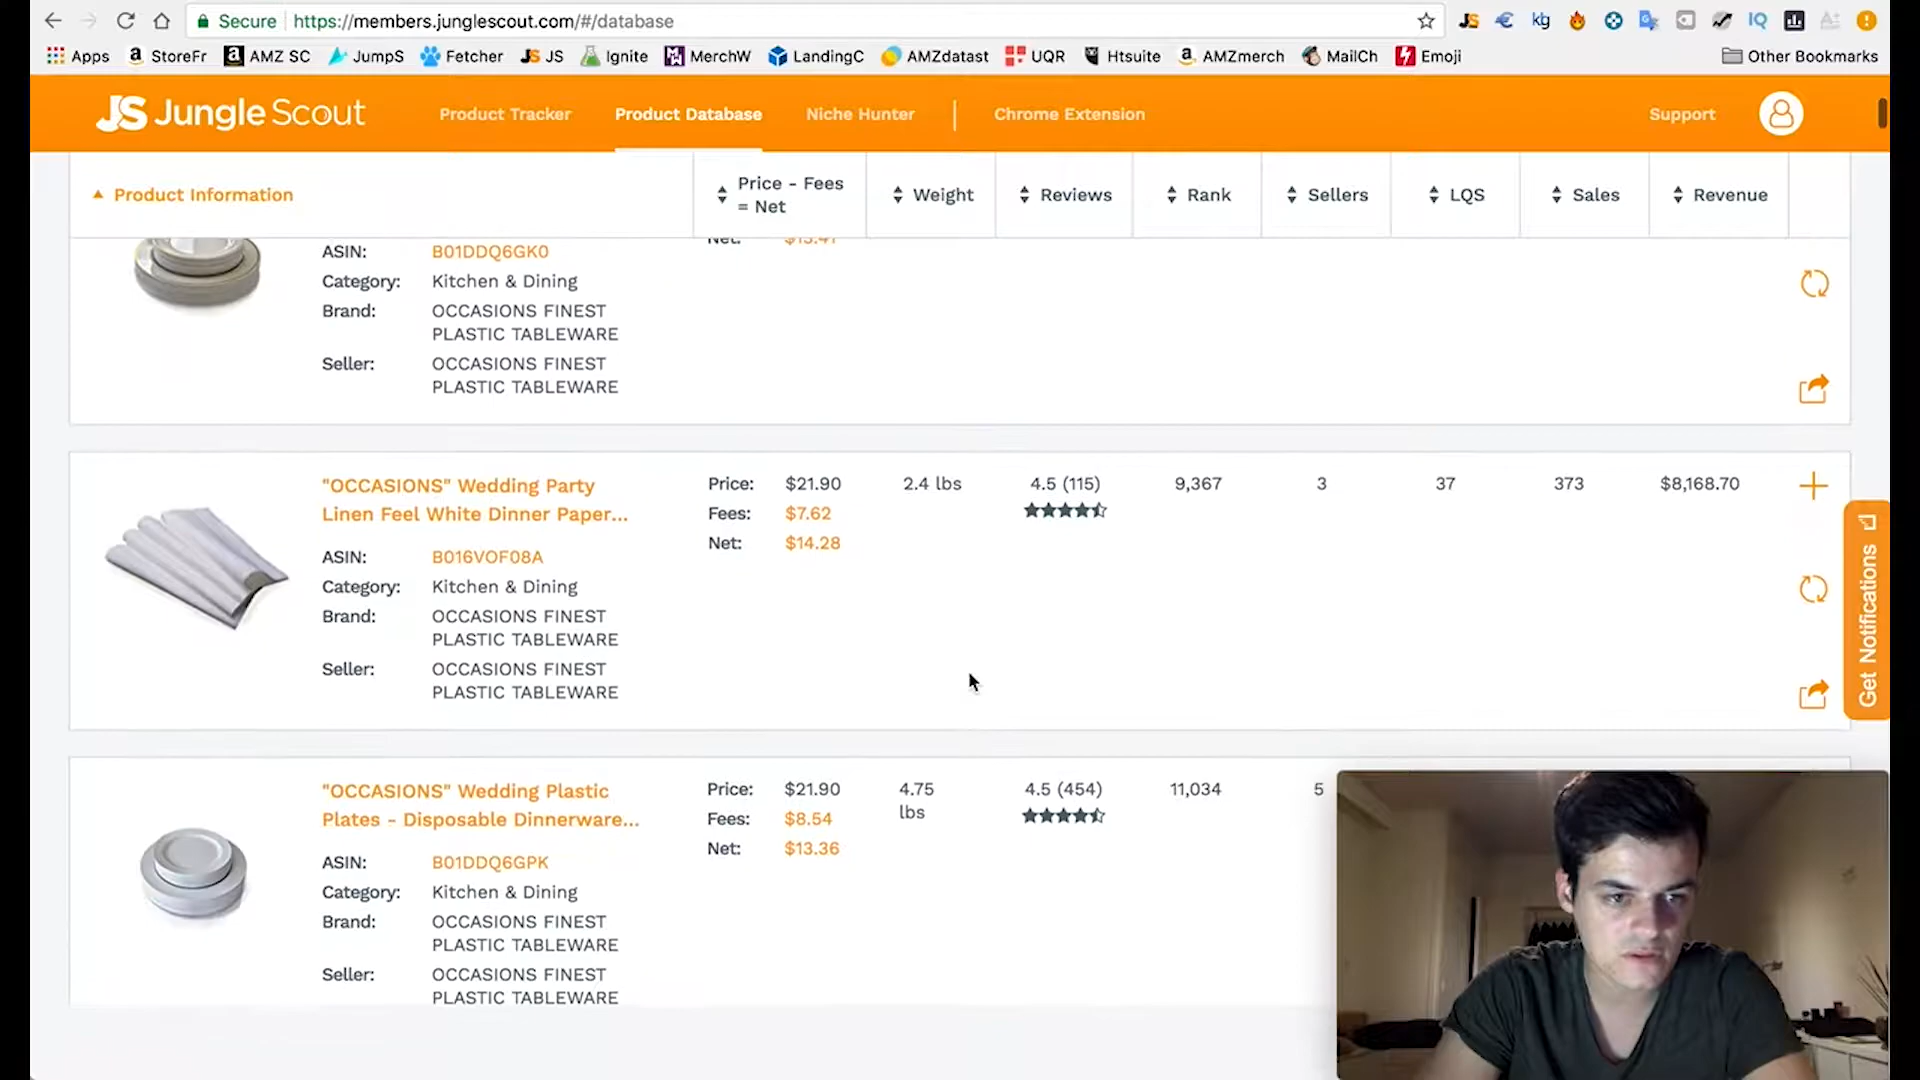 Secure https://members.junglescout.com/#/database
Apps StoreFr AMZ SC JumpS Fetcher JS Ignite MerchW LandingC AMZdatast UQR Htsuite AMZmerch MailCh Emoji Other Bookmarks
JS Jungle Scout Product Tracker Product Database Niche Hunter Chrome Extension Support
Product Information Price - Fees = Net Weight Reviews Rank Sellers LQS Sales Revenue
Net: $13.41
ASIN: B01DDQ6GK0
Category: Kitchen & Dining
Brand: OCCASIONS FINEST
PLASTIC TABLEWARE
Seller: OCCASIONS FINEST
PLASTIC TABLEWARE
"OCCASIONS" Wedding Party
Linen Feel White Dinner Paper...
ASIN: B016VOF08A
Category: Kitchen & Dining
Brand: OCCASIONS FINEST
PLASTIC TABLEWARE
Seller: OCCASIONS FINEST
PLASTIC TABLEWARE
Price: $21.90
Fees: $7.62
Net: $14.28
2.4 lbs
4.5 (115)
9,367
3
37
373
$8,168.70
Get Notifications
"OCCASIONS" Wedding Plastic
Plates - Disposable Dinnerware...
ASIN: B01DDQ6GPK
Category: Kitchen & Dining
Brand: OCCASIONS FINEST
PLASTIC TABLEWARE
Seller: OCCASIONS FINEST
PLASTIC TABLEWARE
Price: $21.90
Fees: $8.54
Net: $13.36
4.75
lbs
4.5 (454)
11,034
5